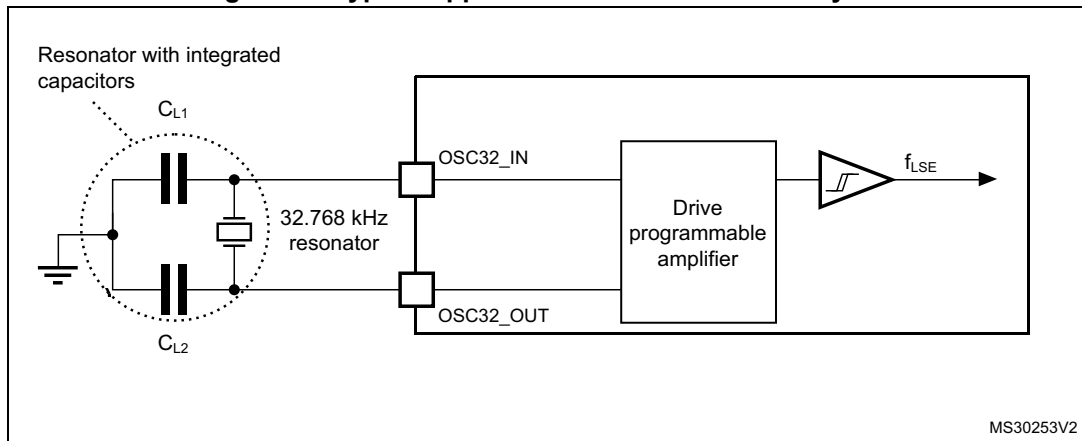 Resonator with integrated
capacitors
CL1
OSC32_IN
fLSE
32.768 kHz
resonator
Drive
programmable
amplifier
OSC32_OUT
CL2
MS30253V2